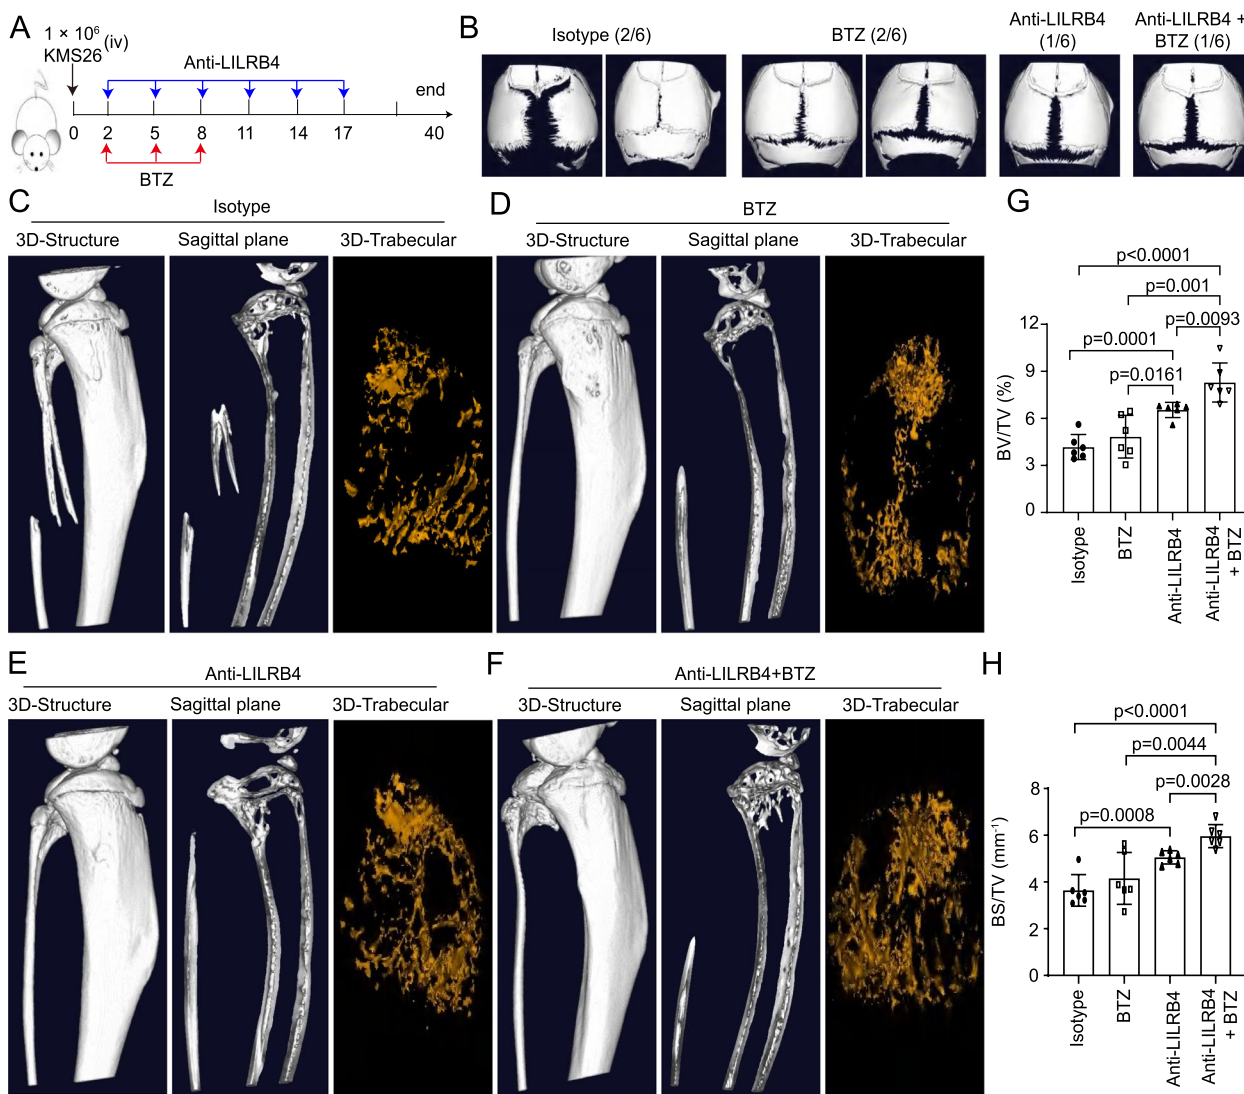 A
1 × 10⁶
KMS26 (iv)
Anti-LILRB4
end
0 2 5 8 11 14 17 40
BTZ
B
Isotype (2/6)
BTZ (2/6)
Anti-LILRB4
(1/6)
Anti-LILRB4 +
BTZ (1/6)
C
Isotype
3D-Structure Sagittal plane 3D-Trabecular
D
BTZ
3D-Structure Sagittal plane 3D-Trabecular
G
p<0.0001
p=0.001
p=0.0093
p=0.0001
p=0.0161
12
9
6
3
0
BV/TV (%)
Isotype
BTZ
Anti-LILRB4
Anti-LILRB4
+ BTZ
E
Anti-LILRB4
3D-Structure Sagittal plane 3D-Trabecular
F
Anti-LILRB4+BTZ
3D-Structure Sagittal plane 3D-Trabecular
H
p<0.0001
p=0.0044
p=0.0028
p=0.0008
8
6
4
2
0
BS/TV (mm⁻¹)
Isotype
BTZ
Anti-LILRB4
Anti-LILRB4
+ BTZ